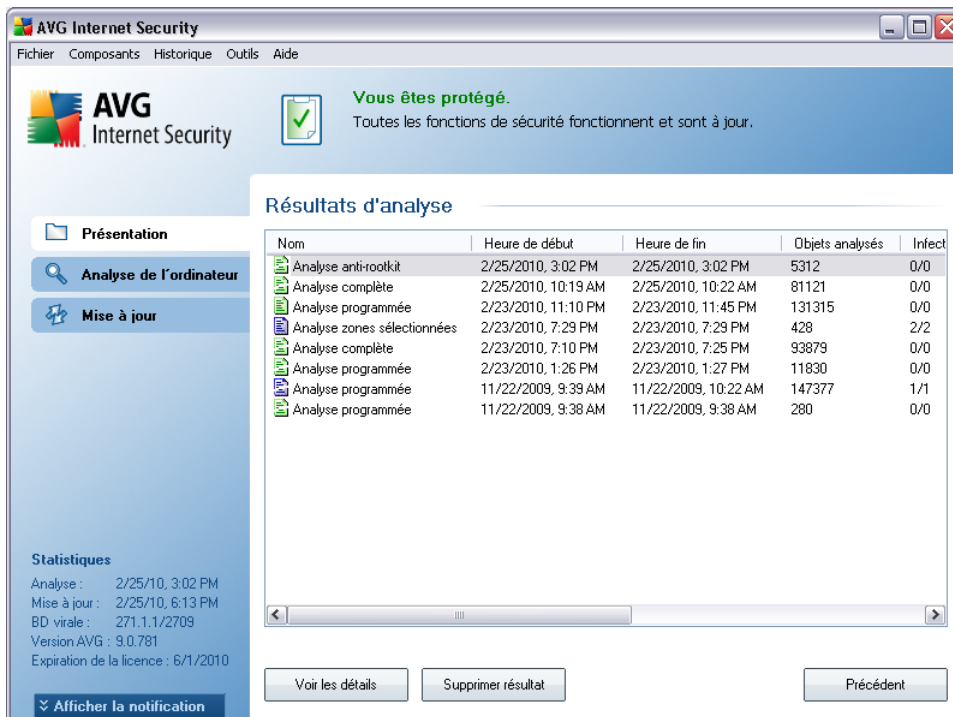 AVG Internet Security
Fichier Composants Historique Outils Aide
AVG
Internet Security
Vous êtes protégé.
Toutes les fonctions de sécurité fonctionnent et sont à jour.
Présentation
Analyse de l'ordinateur
Mise à jour
Résultats d'analyse
Nom Heure de début Heure de fin Objets analysés Infect
Analyse anti-rootkit 2/25/2010, 3:02 PM 2/25/2010, 3:02 PM 5312 0/0
Analyse complète 2/25/2010, 10:19 AM 2/25/2010, 10:22 AM 81121 0/0
Analyse programmée 2/23/2010, 11:10 PM 2/23/2010, 11:45 PM 131315 0/0
Analyse zones sélectionnées 2/23/2010, 7:29 PM 2/23/2010, 7:29 PM 428 2/2
Analyse complète 2/23/2010, 7:10 PM 2/23/2010, 7:25 PM 93879 0/0
Analyse programmée 2/23/2010, 1:26 PM 2/23/2010, 1:27 PM 11830 0/0
Analyse programmée 11/22/2009, 9:39 AM 11/22/2009, 10:22 AM 147377 1/1
Analyse programmée 11/22/2009, 9:38 AM 11/22/2009, 9:38 AM 280 0/0
Statistiques
Analyse : 2/25/10, 3:02 PM
Mise à jour : 2/25/10, 6:13 PM
BD virale : 271.1.1/2709
Version AVG : 9.0.781
Expiration de la licence : 6/1/2010
Afficher la notification
Voir les détails Supprimer résultat Précédent